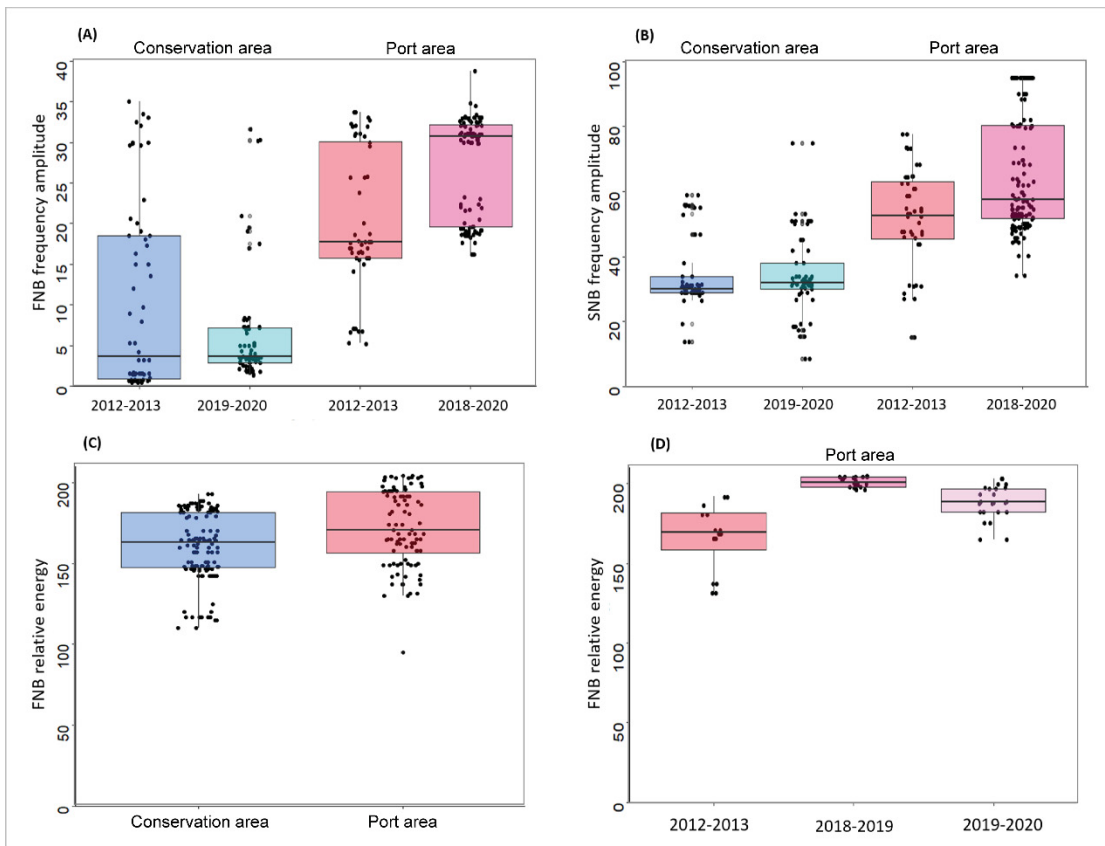 (A)
Conservation area Port area
FNB frequency amplitude
40
35
30
25
20
15
10
5
0
2012-2013 2019-2020 2012-2013 2018-2020
(B)
Conservation area Port area
SNB frequency amplitude
100
80
60
40
20
0
2012-2013 2019-2020 2012-2013 2018-2020
(C)
FNB relative energy
200
150
100
50
0
Conservation area Port area
(D)
Port area
FNB relative energy
200
150
100
50
0
2012-2013 2018-2019 2019-2020